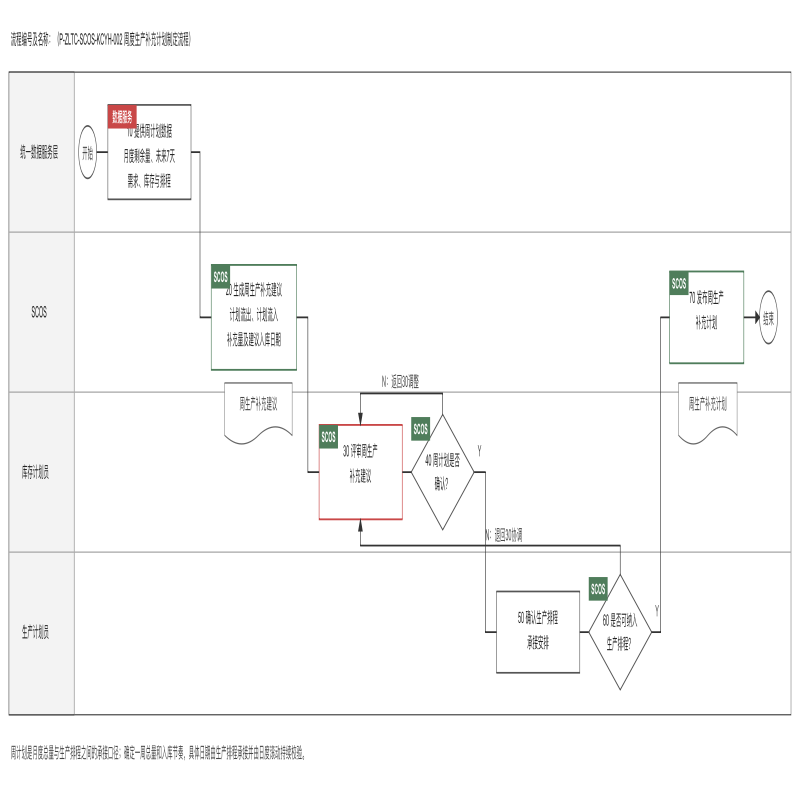 流程编号及名称：（P-ZLTC-SCOS-KCYH-002 周度生产补充计划制定流程）
统一数据服务层
开始
数据服务
10 提供周计划数据
月度剩余量、未来7天
需求、库存与排程
SCOS
SCOS
20 生成周生产补充建议
计划流出、计划流入
补充量及建议入库日期
周生产补充建议
SCOS
70 发布周生产
补充计划
结束
周生产补充计划
库存计划员
N：返回30调整
SCOS
30 评审周生产
补充建议
SCOS
40 周计划是否
确认？
Y
N：退回30协调
生产计划员
50 确认生产排程
承接安排
SCOS
60 是否可纳入
生产排程？
Y
周计划是月度总量与生产排程之间的承接口径；确定一周总量和入库节奏，具体日期由生产排程承接并由日度滚动持续校验。